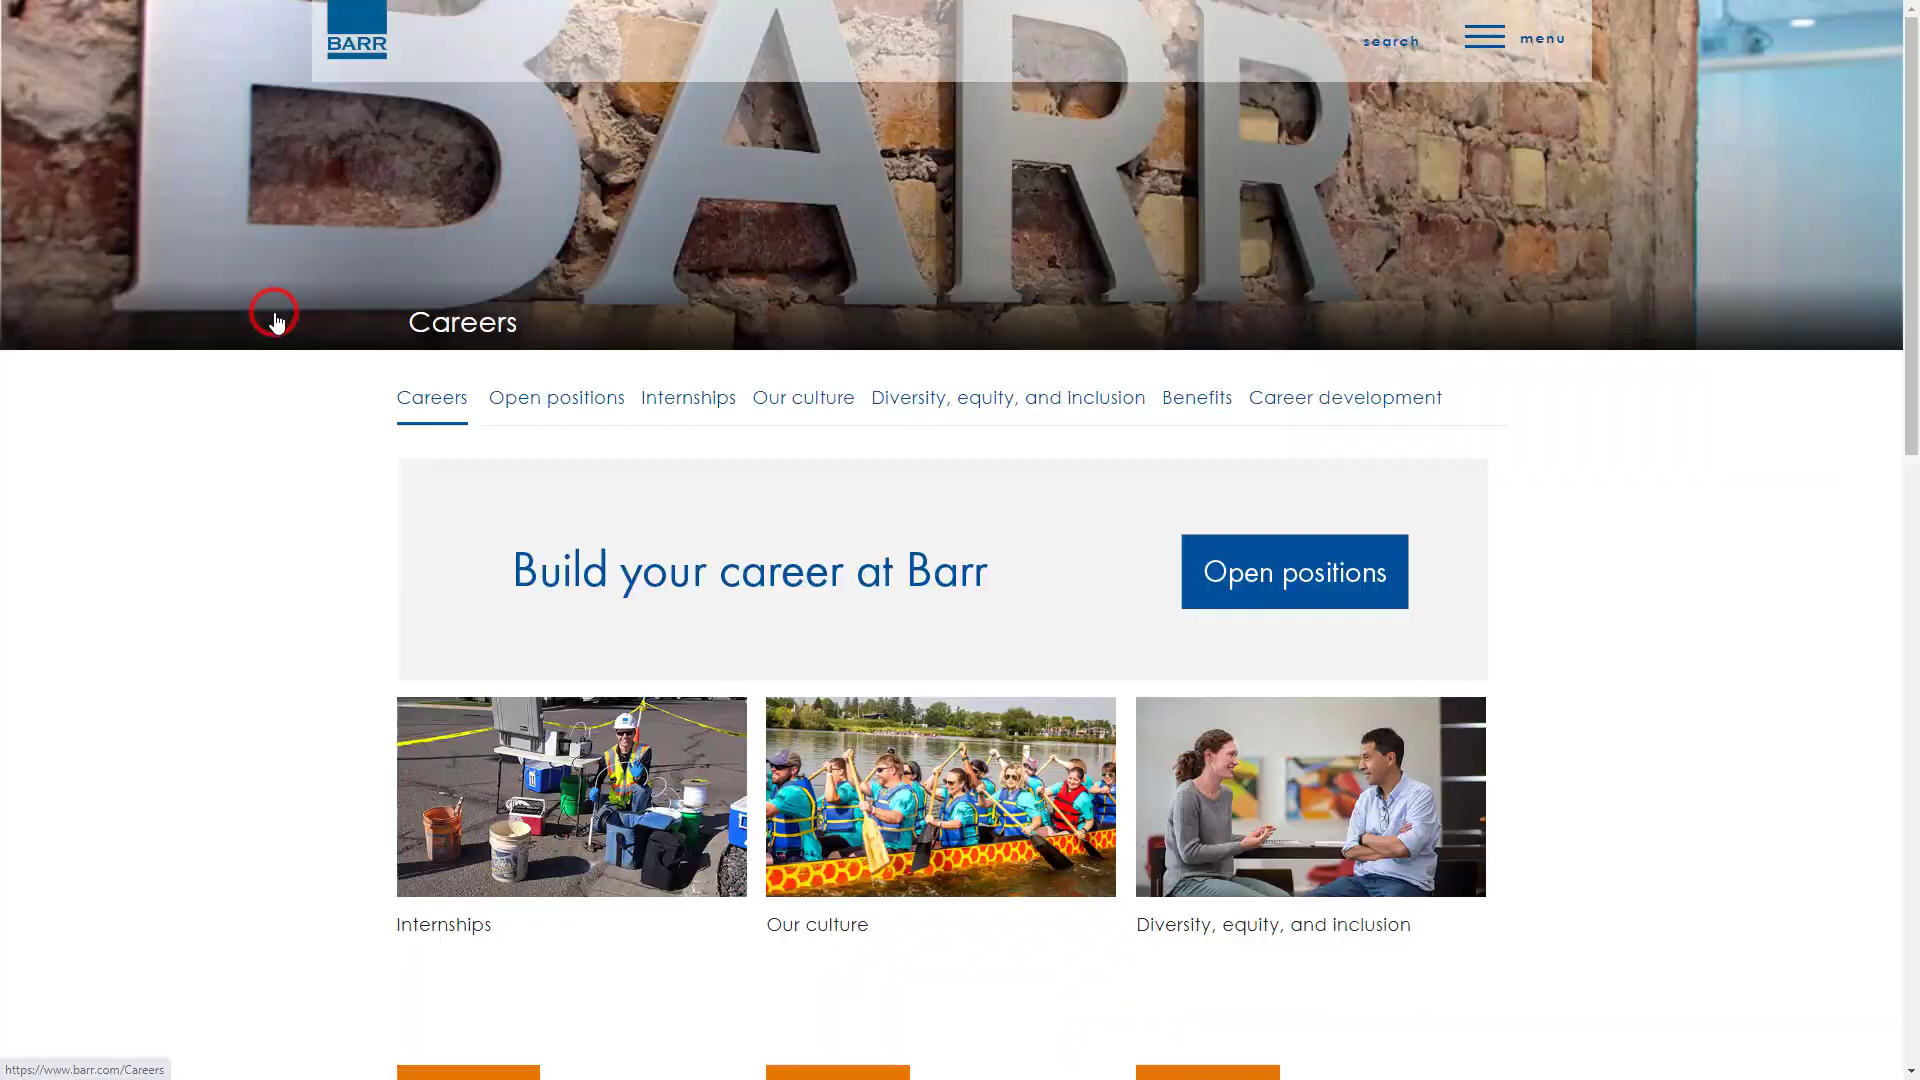 BARR
BARR
search
menu
Careers
Careers
Open positions
Internships
Our culture
Diversity, equity, and inclusion
Benefits
Career development
Build your career at Barr
Open positions
Internships
Our culture
Diversity, equity, and inclusion
https://www.barr.com/Careers